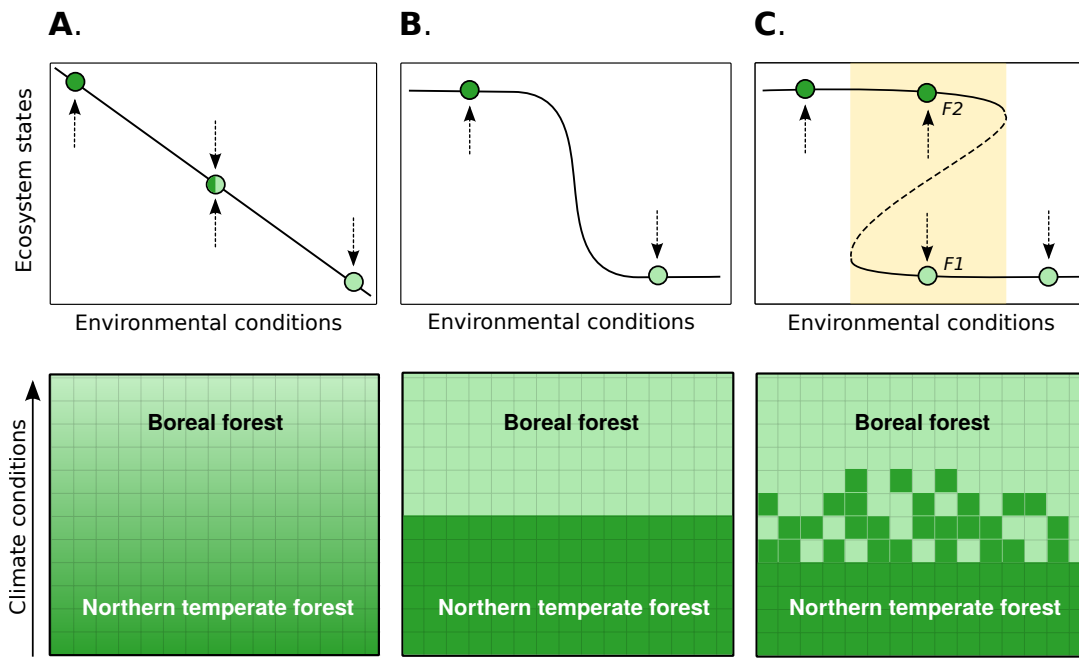 A.
B.
C.
Ecosystem states
F2
F1
Environmental conditions
Environmental conditions
Environmental conditions
Climate conditions
Boreal forest
Boreal forest
Boreal forest
Northern temperate forest
Northern temperate forest
Northern temperate forest